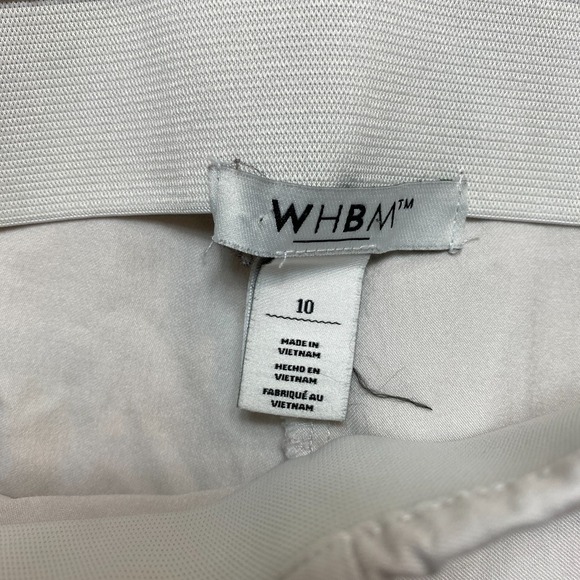 WHBM™
10
MADE IN
VIETNAM
HECHO EN
VIETNAM
FABRIQUÉ AU
VIETNAM